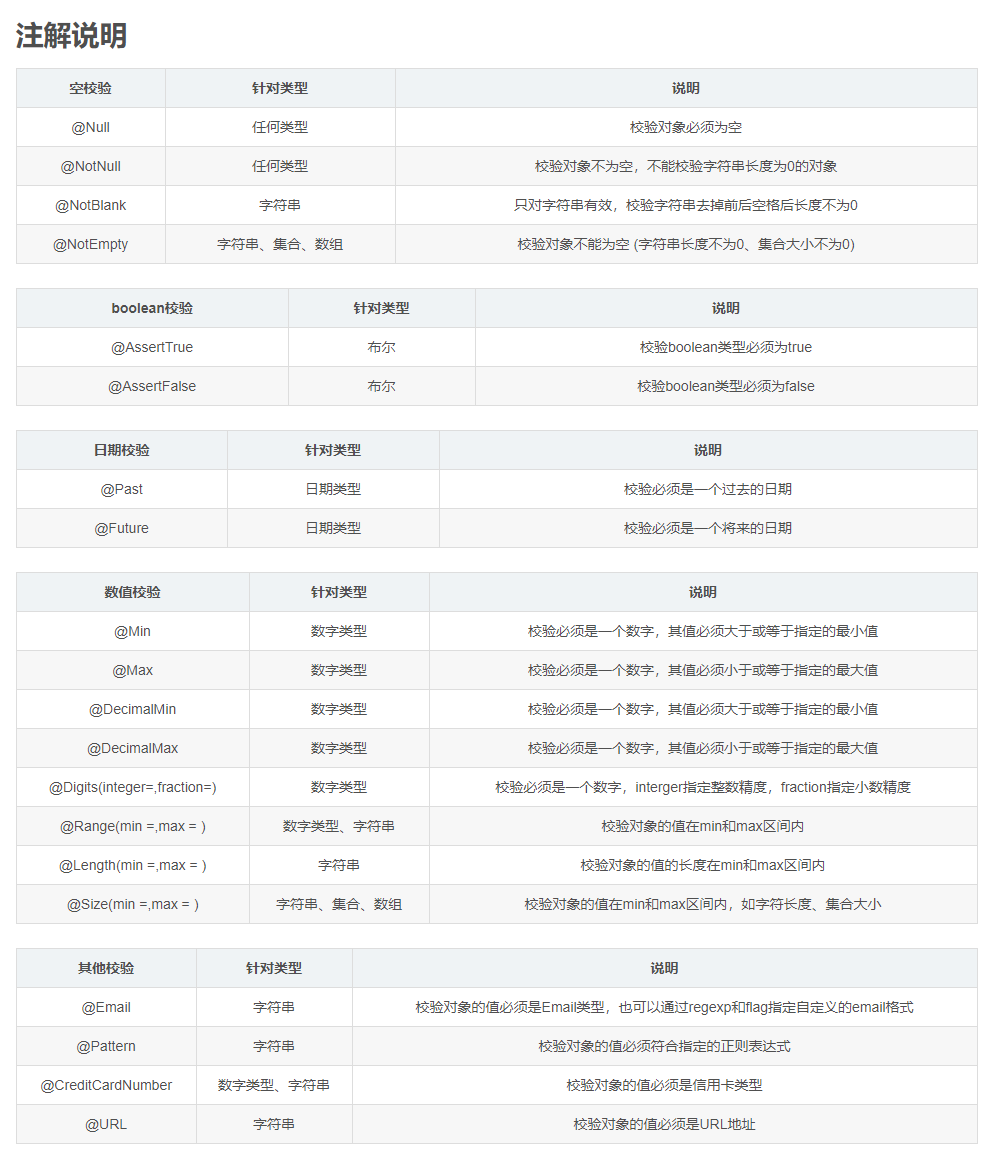 注解说明
空校验 针对类型 说明
@Null 任何类型 校验对象必须为空
@NotNull 任何类型 校验对象不为空，不能校验字符串长度为0的对象
@NotBlank 字符串 只对字符串有效，校验字符串去掉前后空格后长度不为0
@NotEmpty 字符串、集合、数组 校验对象不能为空 (字符串长度不为0、集合大小不为0)
boolean校验 针对类型 说明
@AssertTrue 布尔 校验boolean类型必须为true
@AssertFalse 布尔 校验boolean类型必须为false
日期校验 针对类型 说明
@Past 日期类型 校验必须是一个过去的日期
@Future 日期类型 校验必须是一个将来的日期
数值校验 针对类型 说明
@Min 数字类型 校验必须是一个数字，其值必须大于或等于指定的最小值
@Max 数字类型 校验必须是一个数字，其值必须小于或等于指定的最大值
@DecimalMin 数字类型 校验必须是一个数字，其值必须大于或等于指定的最小值
@DecimalMax 数字类型 校验必须是一个数字，其值必须小于或等于指定的最大值
@Digits(integer=,fraction=) 数字类型 校验必须是一个数字，interger指定整数精度，fraction指定小数精度
@Range(min =,max = ) 数字类型、字符串 校验对象的值在min和max区间内
@Length(min =,max = ) 字符串 校验对象的值的长度在min和max区间内
@Size(min =,max = ) 字符串、集合、数组 校验对象的值在min和max区间内，如字符长度、集合大小
其他校验 针对类型 说明
@Email 字符串 校验对象的值必须是Email类型，也可以通过regexp和flag指定自定义的email格式
@Pattern 字符串 校验对象的值必须符合指定的正则表达式
@CreditCardNumber 数字类型、字符串 校验对象的值必须是信用卡类型
@URL 字符串 校验对象的值必须是URL地址